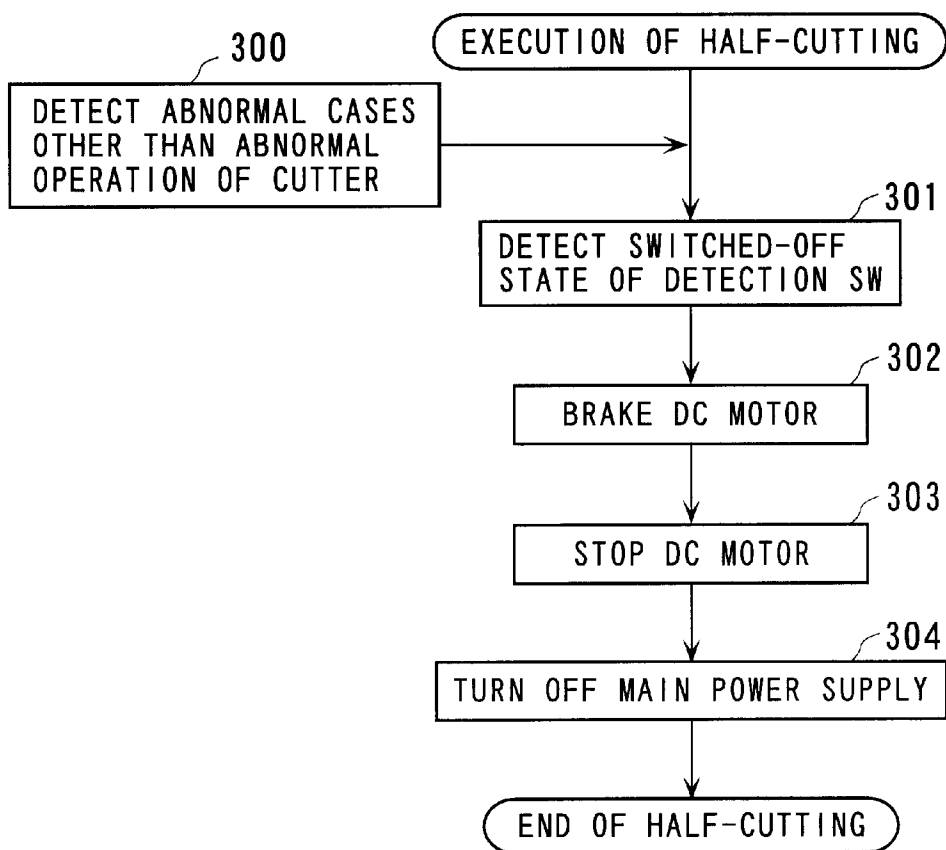 EXECUTION OF HALF-CUTTING
300
DETECT ABNORMAL CASES
OTHER THAN ABNORMAL
OPERATION OF CUTTER
301
DETECT SWITCHED-OFF
STATE OF DETECTION SW
302
BRAKE DC MOTOR
303
STOP DC MOTOR
304
TURN OFF MAIN POWER SUPPLY
END OF HALF-CUTTING